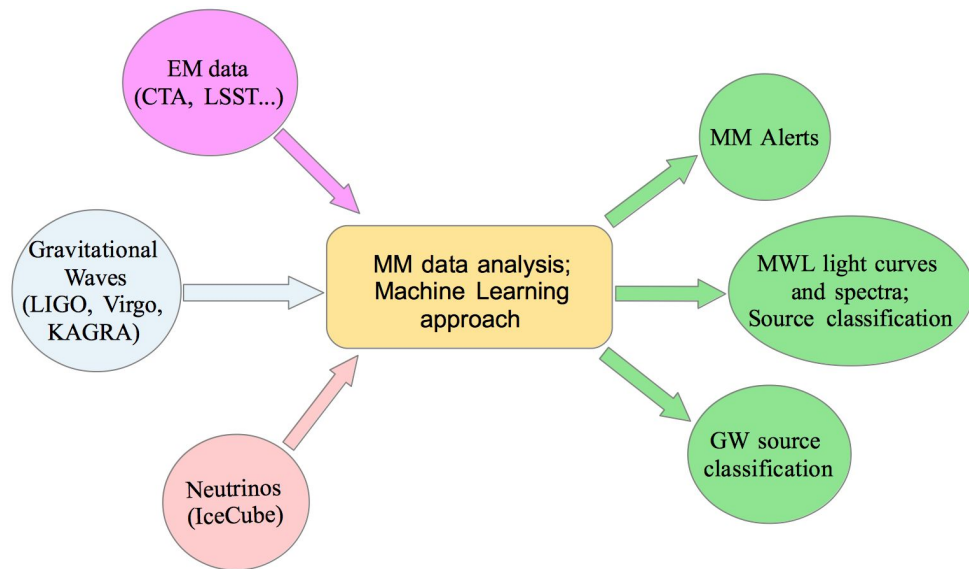 EM data
(CTA, LSST...)
Gravitational
Waves
(LIGO, Virgo,
KAGRA)
Neutrinos
(IceCube)
MM data analysis;
Machine Learning
approach
MM Alerts
MWL light curves
and spectra;
Source classification
GW source
classification